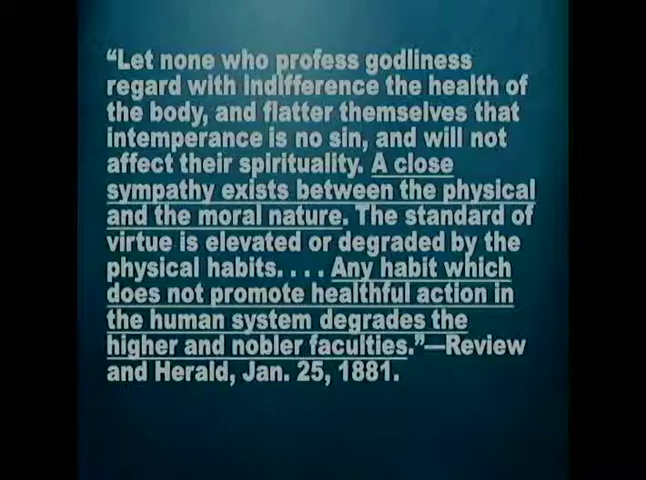 “Let none who profess godliness
regard with indifference the health of
the body, and flatter themselves that
intemperance is no sin, and will not
affect their spirituality. A close
sympathy exists between the physical
and the moral nature. The standard of
virtue is elevated or degraded by the
physical habits. . . . Any habit which
does not promote healthful action in
the human system degrades the
higher and nobler faculties.”—Review
and Herald, Jan. 25, 1881.